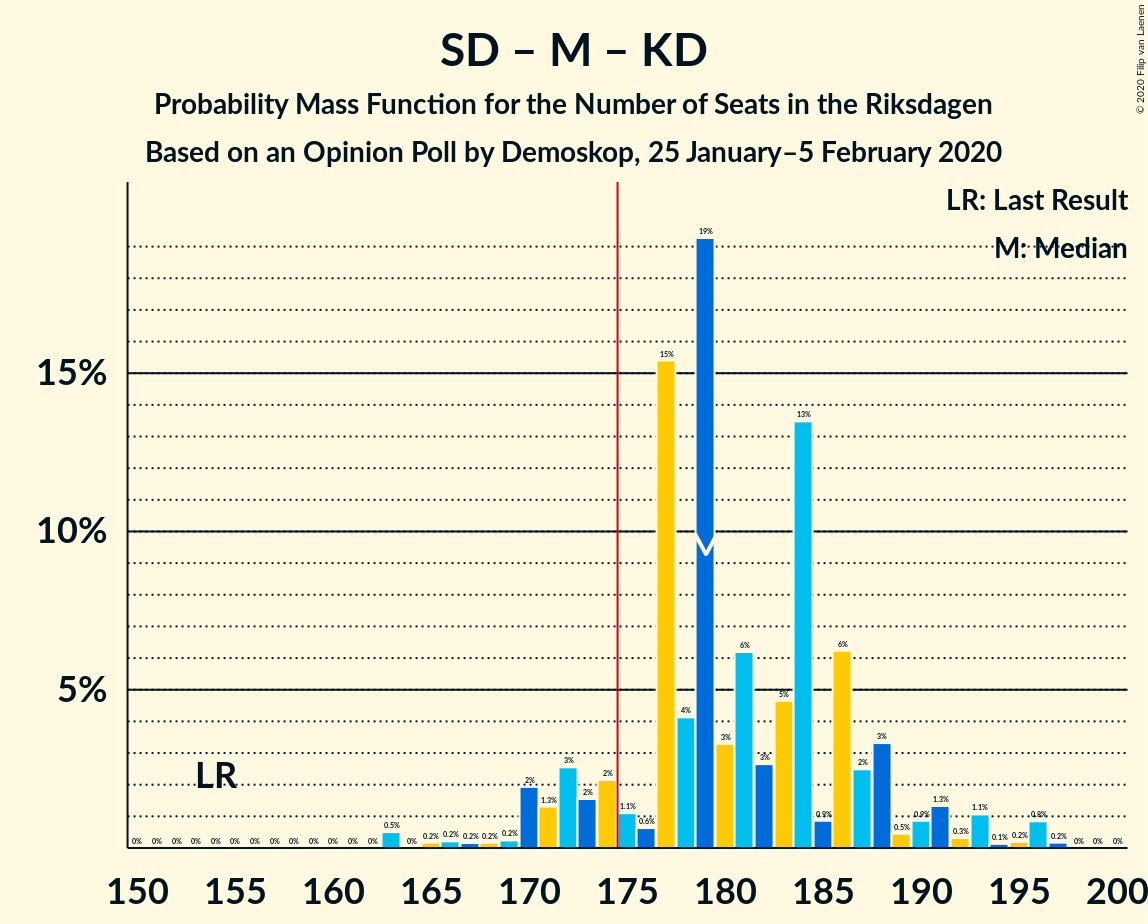 SD – M – KD
Probability Mass Function for the Number of Seats in the Riksdagen
Based on an Opinion Poll by Demoskop, 25 January–5 February 2020
© 2020 Filip van Laenen
LR: Last Result
M: Median
15%
10%
5%
LR
0% 0% 0% 0% 0% 0% 0% 0% 0% 0% 0% 0% 0% 0.5% 0% 0.2% 0.2% 0.2% 0.2% 0.2% 2% 1.3% 3% 2% 2% 1.1% 0.6% 15% 4% 19% 3% 6% 3% 5% 13% 0.9% 6% 2% 3% 0.5% 0.9% 1.3% 0.3% 1.1% 0.1% 0.2% 0.8% 0.2% 0% 0% 0%
150 155 160 165 170 175 180 185 190 195 200